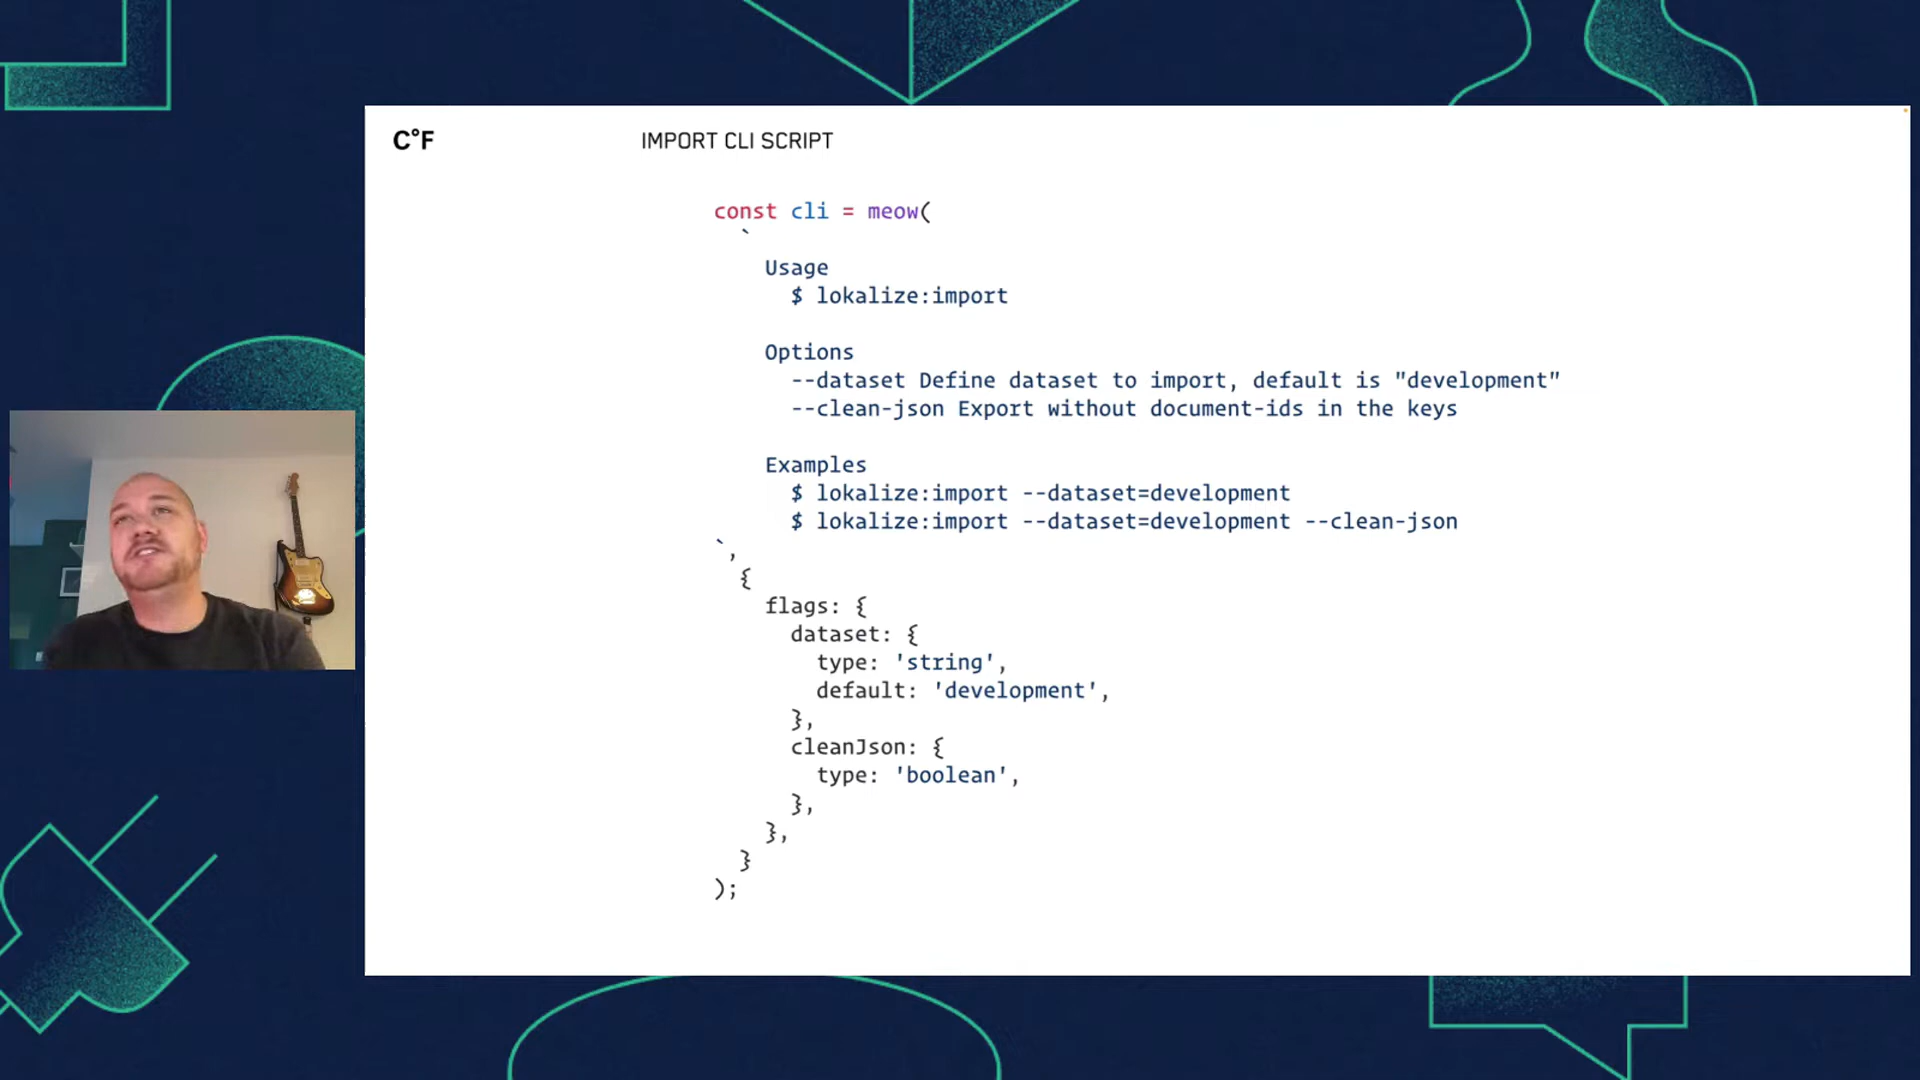 C°F
IMPORT CLI SCRIPT
const cli = meow(
`
Usage
$ lokalize:import
Options
--dataset Define dataset to import, default is "development"
--clean-json Export without document-ids in the keys
Examples
$ lokalize:import --dataset=development
$ lokalize:import --dataset=development --clean-json
`,
{
flags: {
dataset: {
type: 'string',
default: 'development',
},
cleanJson: {
type: 'boolean',
},
},
}
);